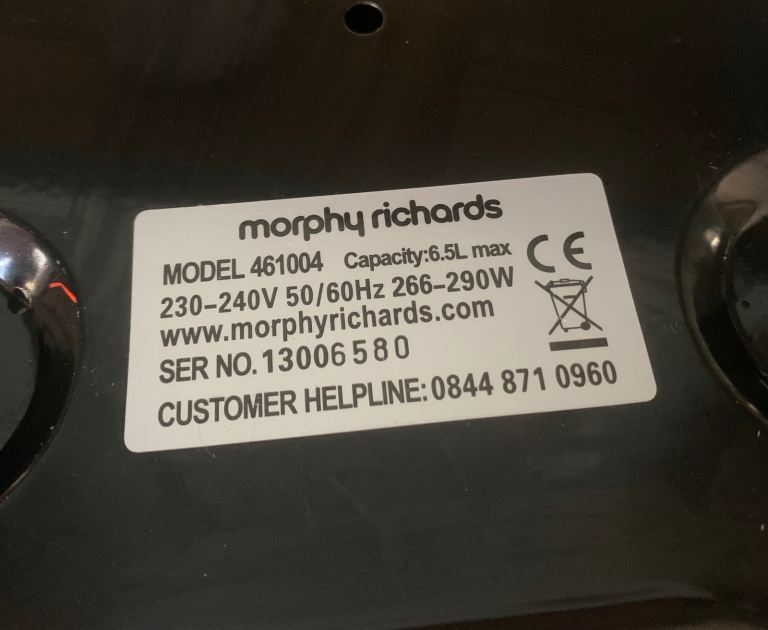 morphy richards
MODEL 461004 Capacity:6.5L max
230-240V 50/60Hz 266-290W
www.morphyrichards.com
SER NO.13006580
CUSTOMER HELPLINE:0844 871 0960
CE